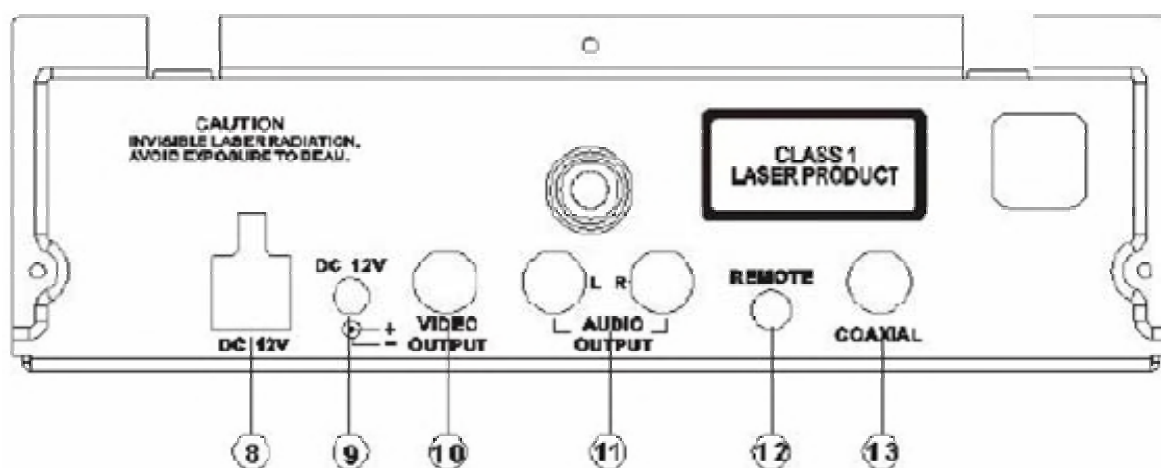 CAUTION
INVISIBLE LASER RADIATION.
AVOID EXPOSURE TO BEAU.
CLASS 1
LASER PRODUCT
DC 12V
L R
REMOTE
DC 12V
+
-
VIDEO
OUTPUT
AUDIO
OUTPUT
COAXIAL
8 9 10 11 12 13